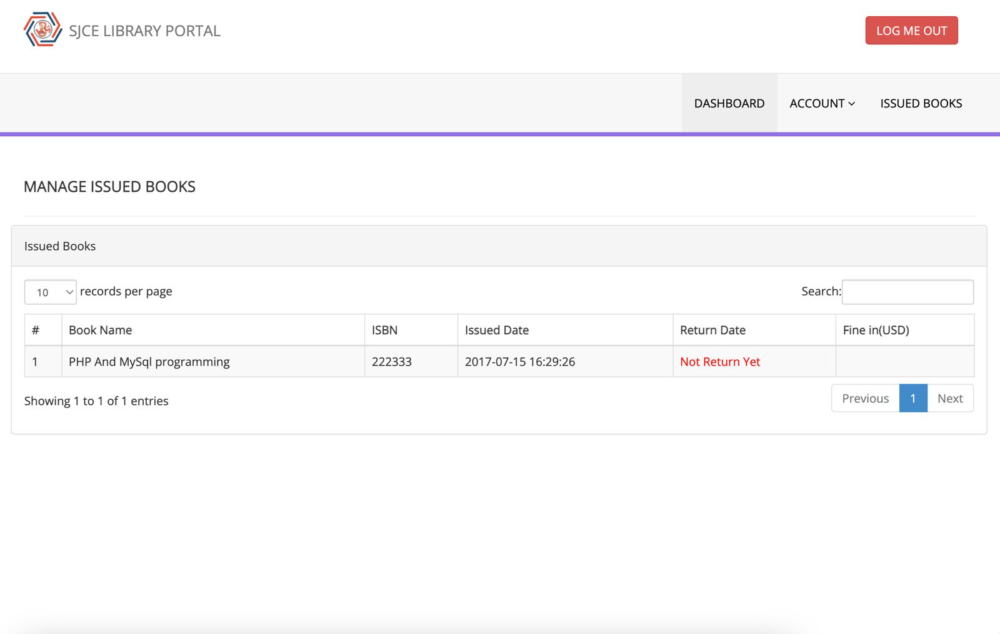 SJCE LIBRARY PORTAL
LOG ME OUT
DASHBOARD ACCOUNT ISSUED BOOKS
MANAGE ISSUED BOOKS
Issued Books
10 records per page Search:
# Book Name ISBN Issued Date Return Date Fine in(USD)
1 PHP And MySql programming 222333 2017-07-15 16:29:26 Not Return Yet
Showing 1 to 1 of 1 entries Previous 1 Next